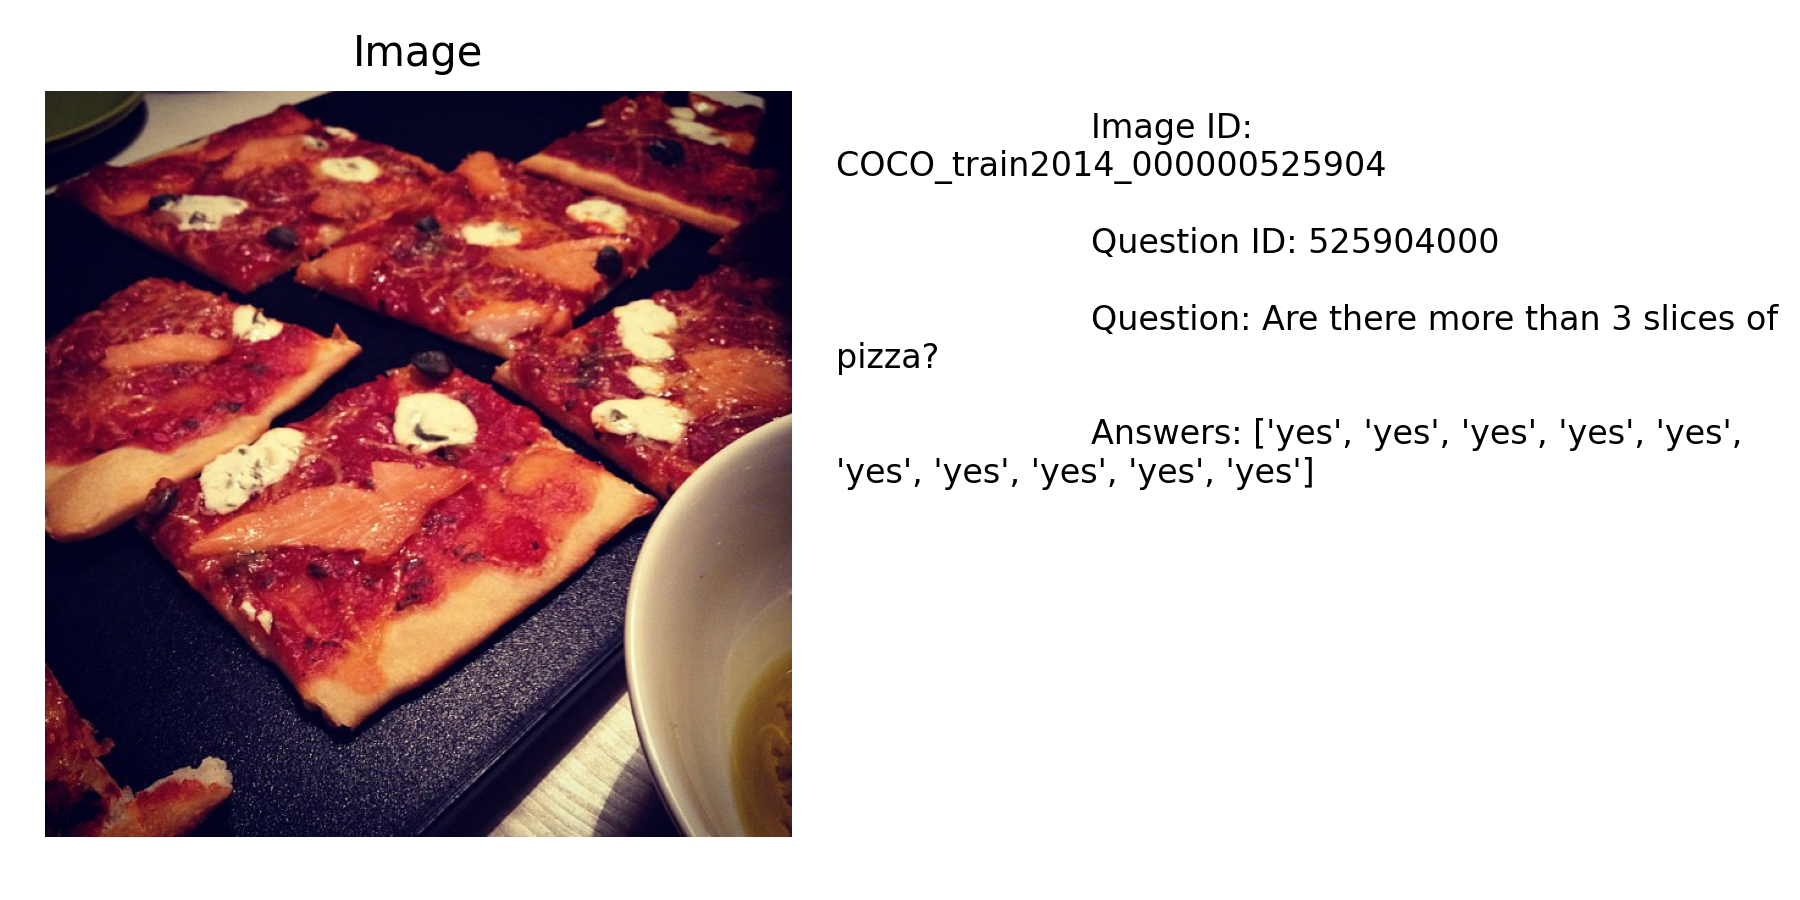 Image
Image ID:
COCO_train2014_000000525904
Question ID: 525904000
Question: Are there more than 3 slices of
pizza?
Answers: ['yes', 'yes', 'yes', 'yes', 'yes',
'yes', 'yes', 'yes', 'yes', 'yes']